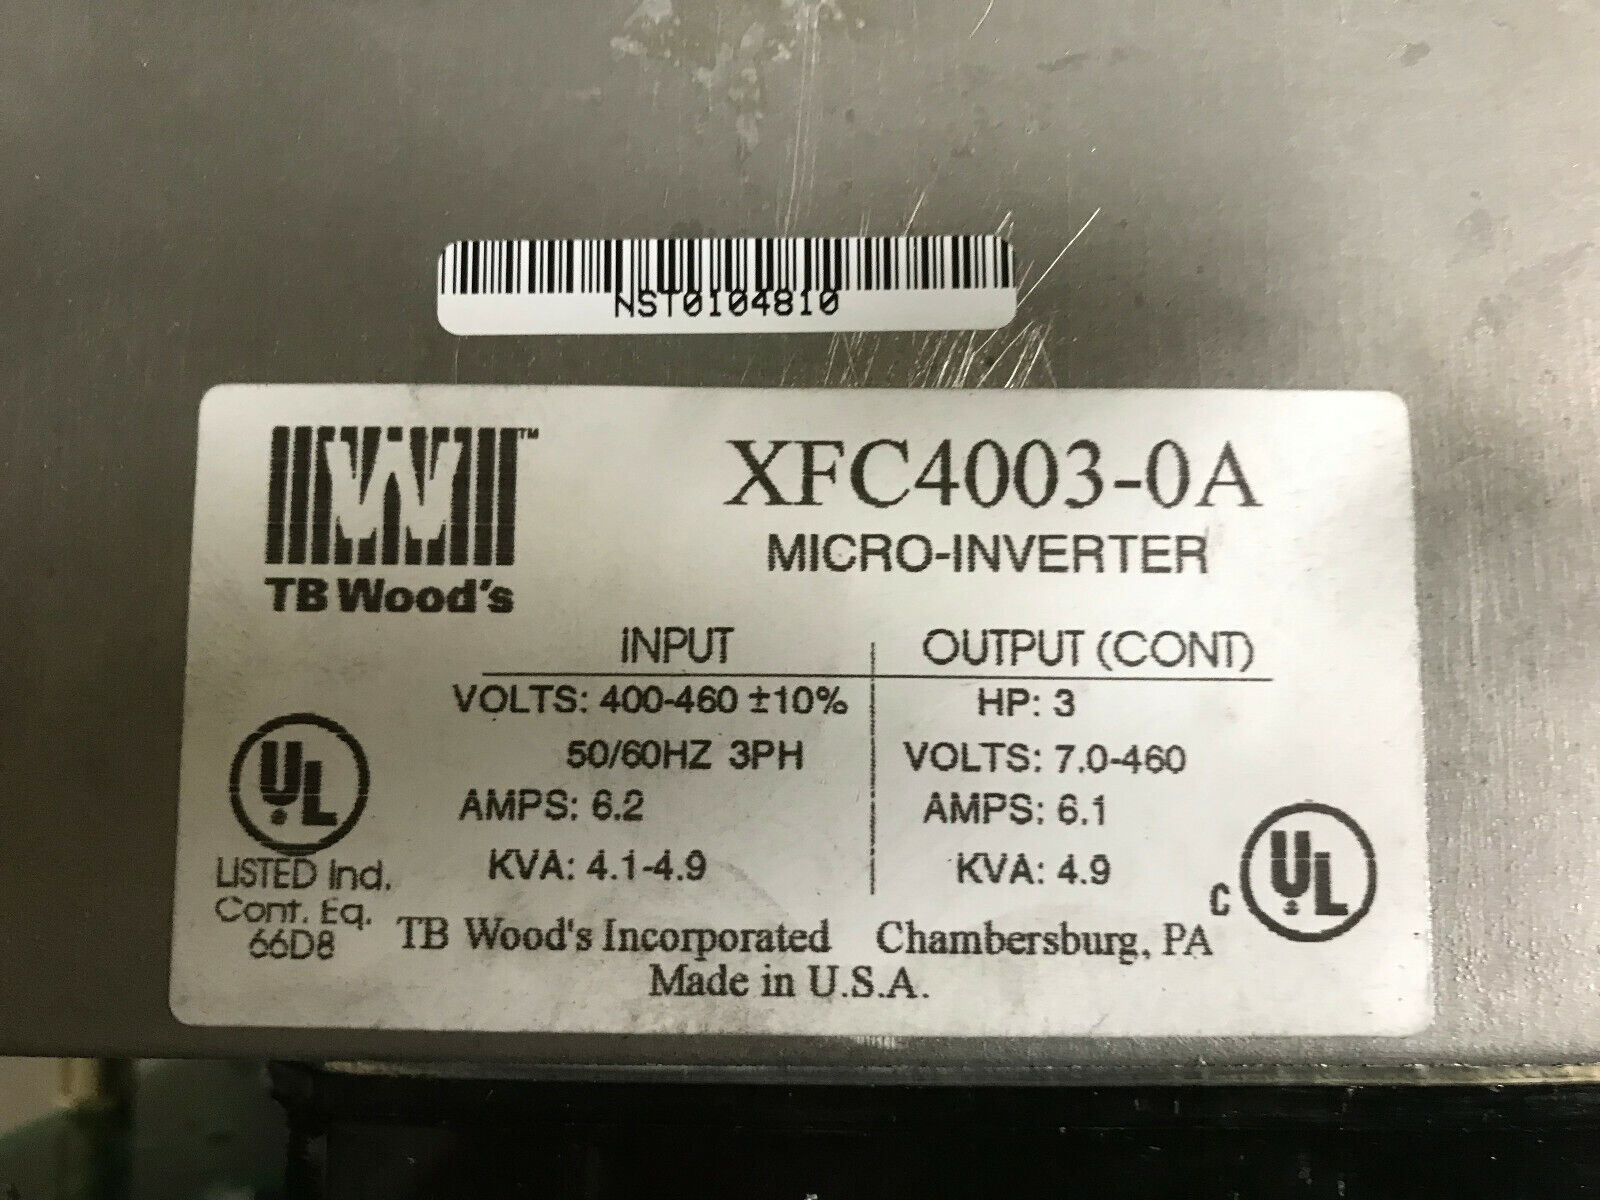 NST0104810
TM
TB Wood's
XFC4003-0A
MICRO-INVERTER
INPUT
VOLTS: 400-460 ±10%
50/60HZ 3PH
AMPS: 6.2
KVA: 4.1-4.9
OUTPUT (CONT)
HP: 3
VOLTS: 7.0-460
AMPS: 6.1
KVA: 4.9
UL
LISTED Ind.
Cont. Eq.
66D8
C UL
TB Wood's Incorporated Chambersburg, PA
Made in U.S.A.